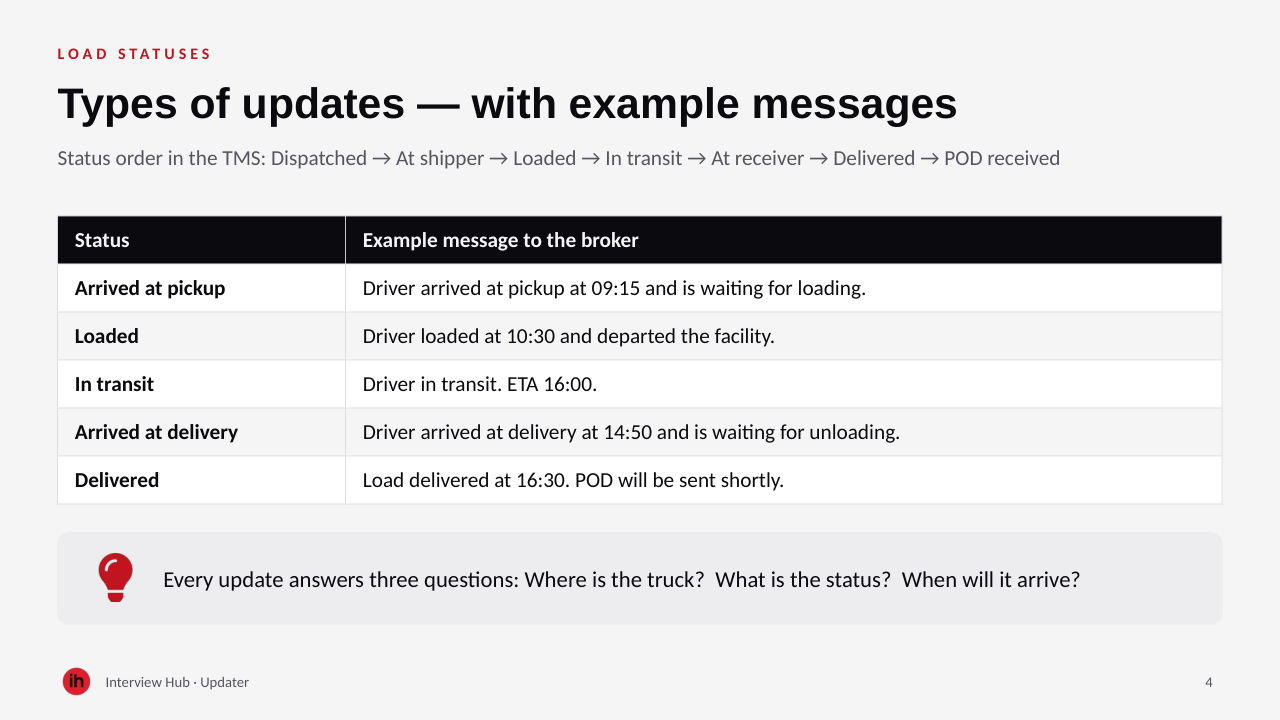 LOAD STATUSES
Types of updates — with example messages
Status order in the TMS: Dispatched → At shipper → Loaded → In transit → At receiver → Delivered → POD received
Status Example message to the broker
Arrived at pickup Driver arrived at pickup at 09:15 and is waiting for loading.
Loaded Driver loaded at 10:30 and departed the facility.
In transit Driver in transit. ETA 16:00.
Arrived at delivery Driver arrived at delivery at 14:50 and is waiting for unloading.
Delivered Load delivered at 16:30. POD will be sent shortly.
Every update answers three questions: Where is the truck?  What is the status?  When will it arrive?
ih Interview Hub · Updater 4